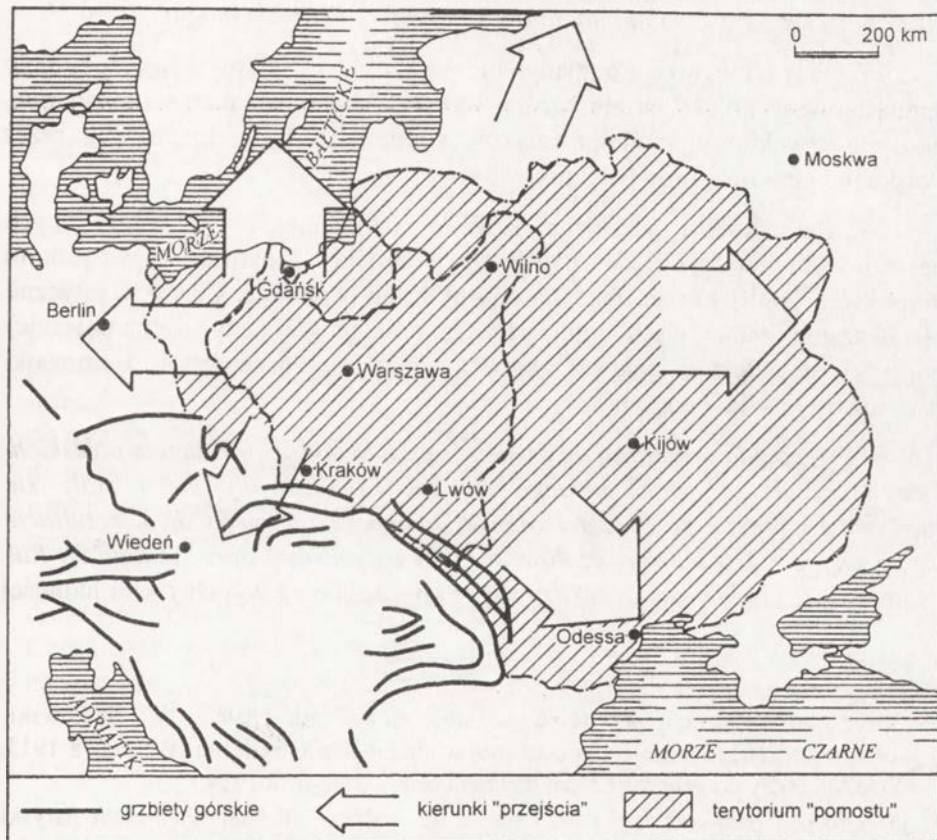 0 200 km
BAŁTYCKIE
Moskwa
MORZE
Wilno
Gdańsk
Berlin
Warszawa
Kijów
Kraków
Lwów
Wiedeń
Odessa
ADRIATYK
MORZE CZARNE
grzbiety górskie
kierunki "przejścia"
terytorium "pomostu"